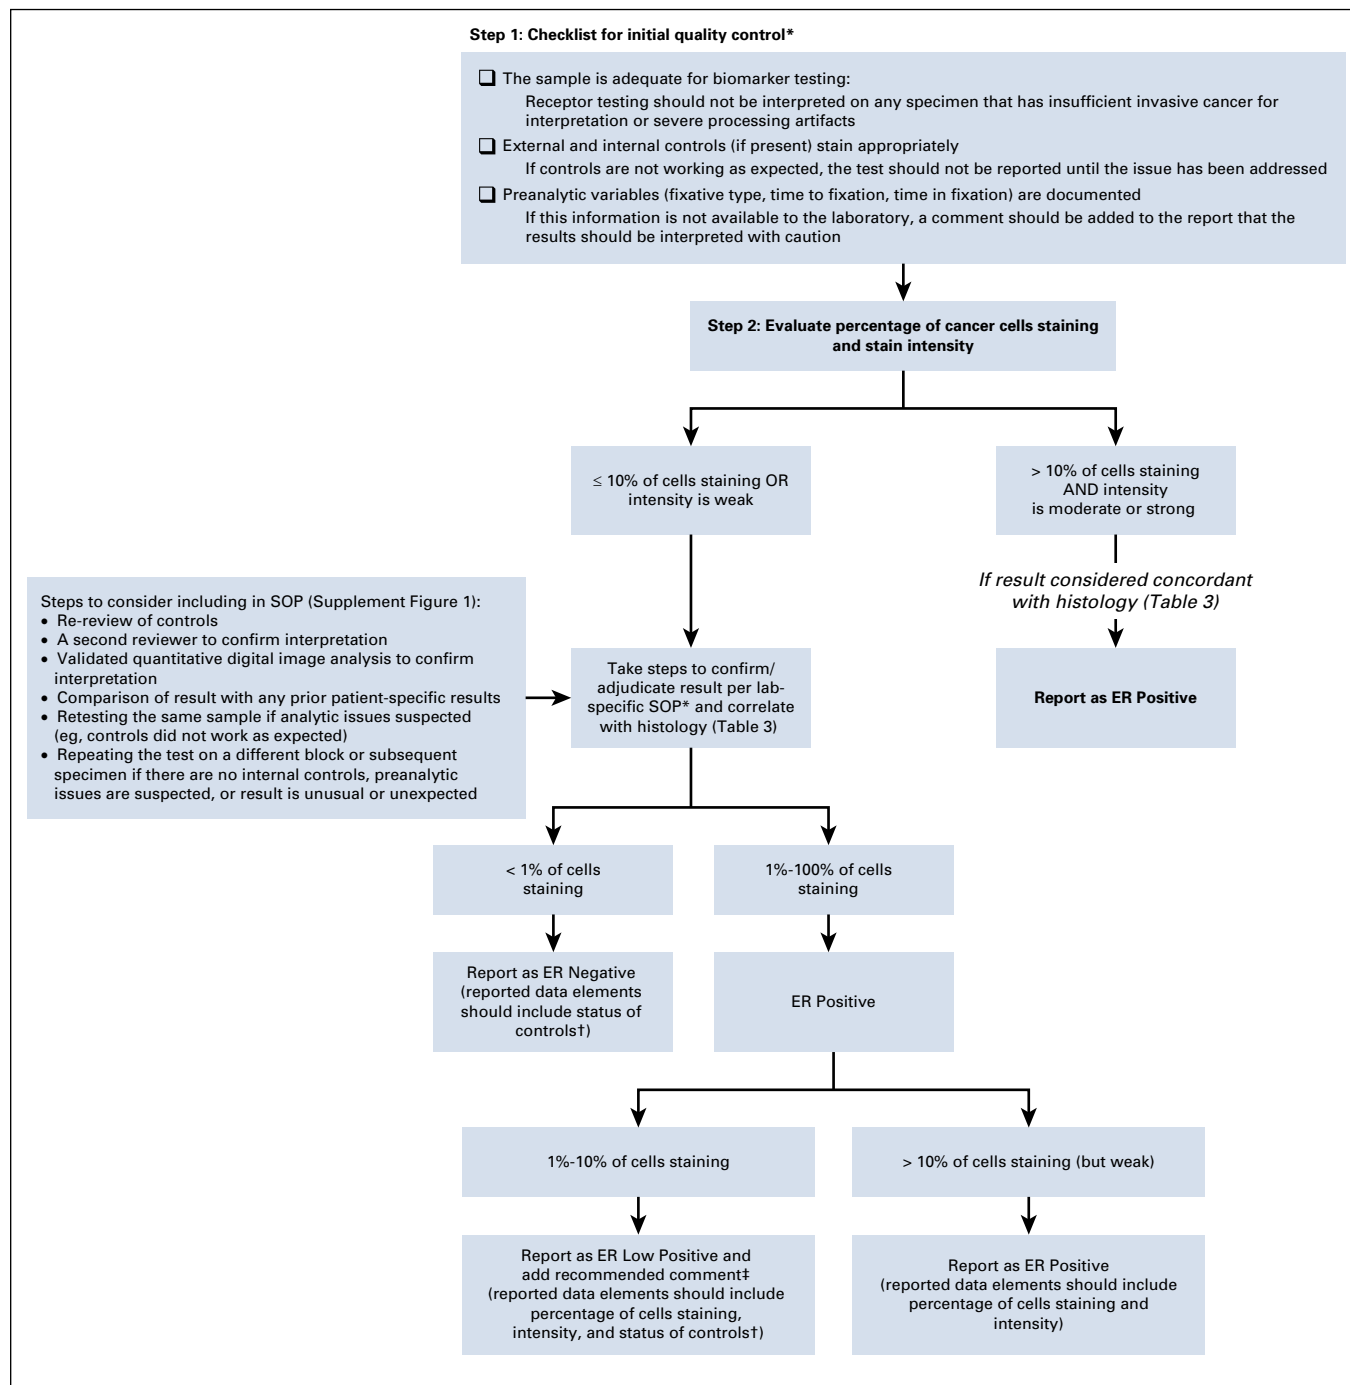 Step 1: Checklist for initial quality control*
❑ The sample is adequate for biomarker testing:
Receptor testing should not be interpreted on any specimen that has insufficient invasive cancer for
interpretation or severe processing artifacts
❑ External and internal controls (if present) stain appropriately
If controls are not working as expected, the test should not be reported until the issue has been addressed
❑ Preanalytic variables (fixative type, time to fixation, time in fixation) are documented
If this information is not available to the laboratory, a comment should be added to the report that the
results should be interpreted with caution
Step 2: Evaluate percentage of cancer cells staining
and stain intensity
≤ 10% of cells staining OR
intensity is weak
> 10% of cells staining
AND intensity
is moderate or strong
If result considered concordant
with histology (Table 3)
Report as ER Positive
Steps to consider including in SOP (Supplement Figure 1):
• Re-review of controls
• A second reviewer to confirm interpretation
• Validated quantitative digital image analysis to confirm
interpretation
• Comparison of result with any prior patient-specific results
• Retesting the same sample if analytic issues suspected
(eg, controls did not work as expected)
• Repeating the test on a different block or subsequent
specimen if there are no internal controls, preanalytic
issues are suspected, or result is unusual or unexpected
Take steps to confirm/
adjudicate result per lab-
specific SOP* and correlate
with histology (Table 3)
< 1% of cells
staining
1%-100% of cells
staining
Report as ER Negative
(reported data elements
should include status of
controls†)
ER Positive
1%-10% of cells staining
> 10% of cells staining (but weak)
Report as ER Low Positive and
add recommended comment‡
(reported data elements should include
percentage of cells staining,
intensity, and status of controls†)
Report as ER Positive
(reported data elements should include
percentage of cells staining and
intensity)